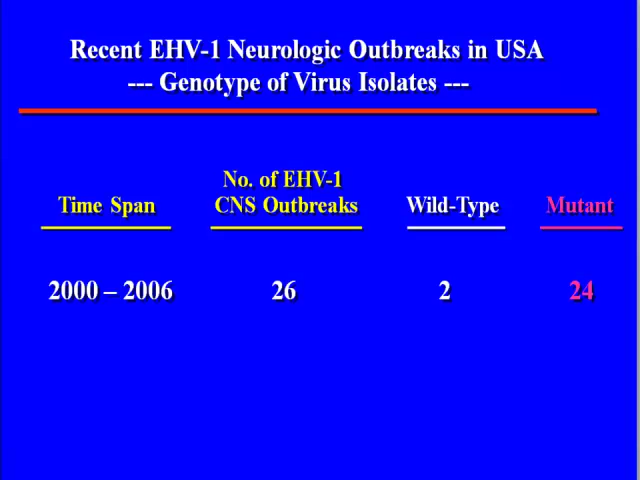 Recent EHV-1 Neurologic Outbreaks in USA
--- Genotype of Virus Isolates ---
No. of EHV-1
Time Span CNS Outbreaks Wild-Type Mutant
2000 – 2006 26 2 24